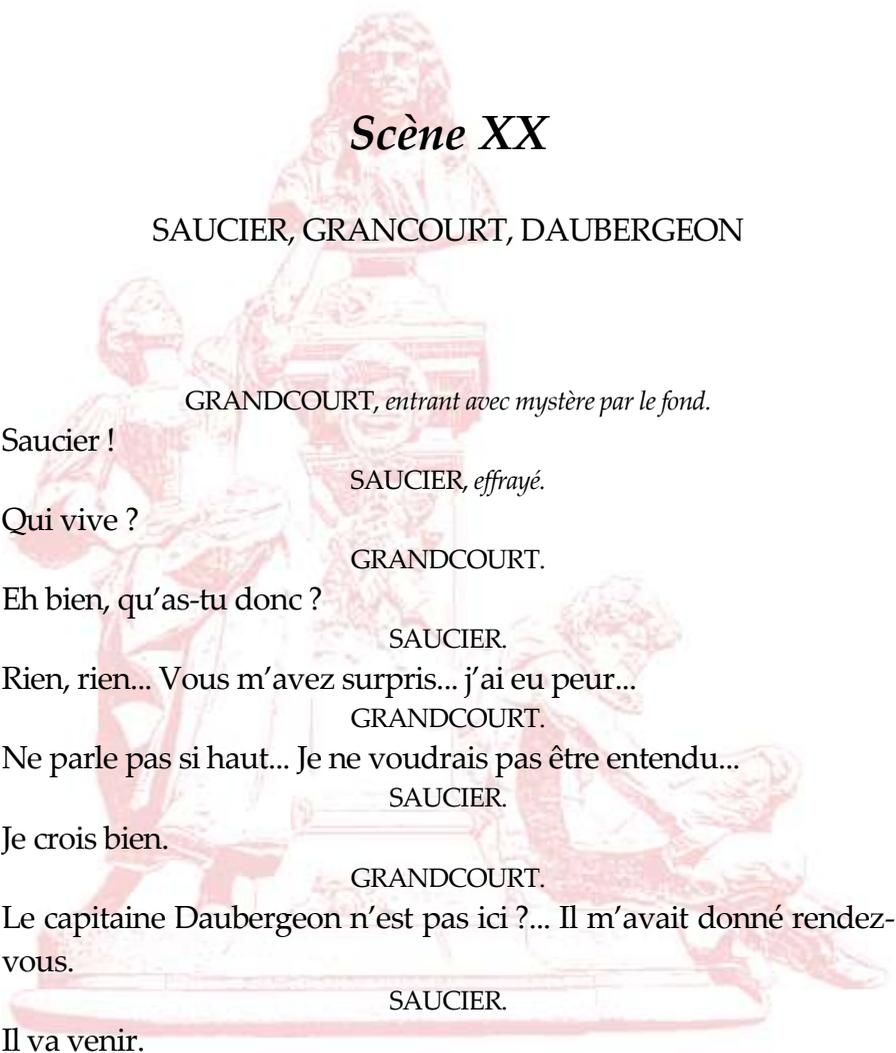 Scène XX
SAUCIER, GRANCOURT, DAUBERGEON
GRANDCOURT, entrant avec mystère par le fond.
Saucier !
SAUCIER, effrayé.
Qui vive ?
GRANDCOURT.
Eh bien, qu’as-tu donc ?
SAUCIER.
Rien, rien... Vous m’avez surpris... j’ai eu peur...
GRANDCOURT.
Ne parle pas si haut... Je ne voudrais pas être entendu...
SAUCIER.
Je crois bien.
GRANDCOURT.
Le capitaine Daubergeon n’est pas ici ?... Il m’avait donné rendez-
vous.
SAUCIER.
Il va venir.